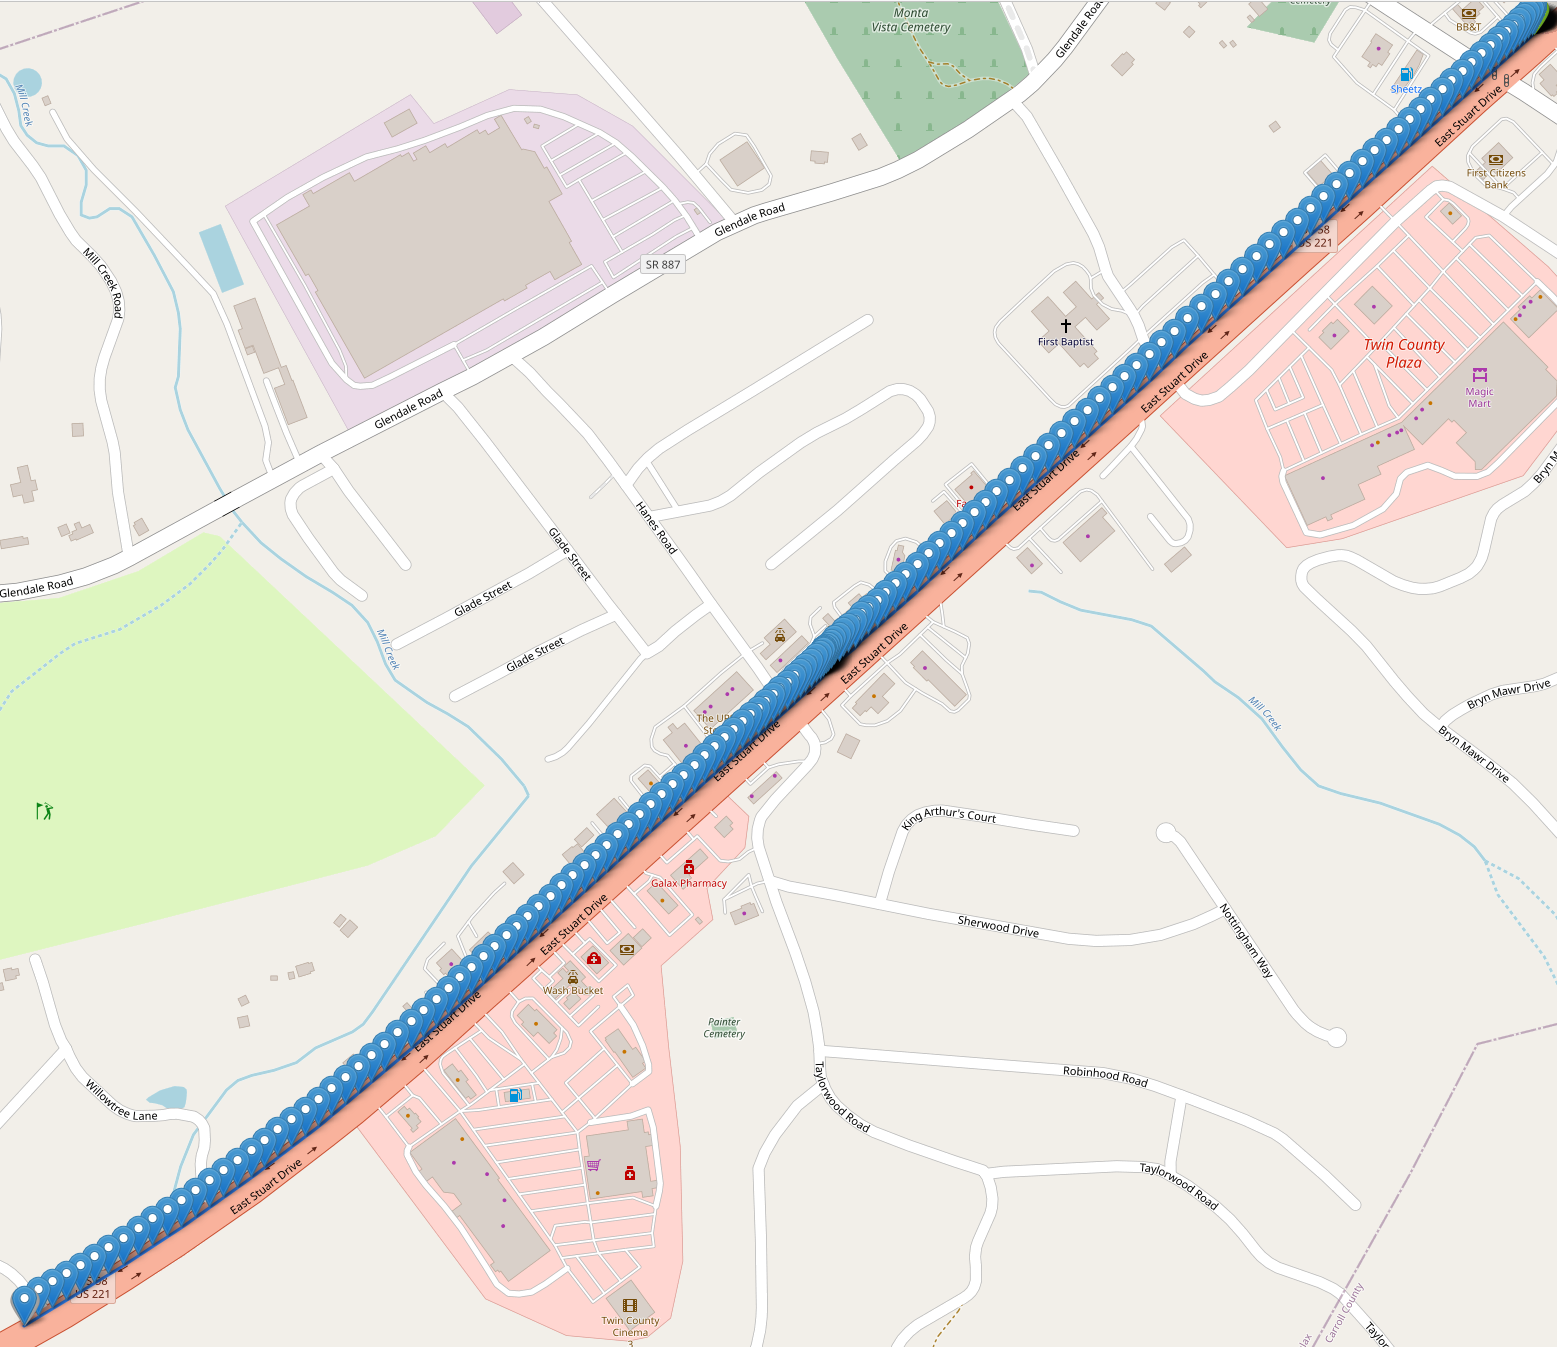 Monta
Vista Cemetery
Glendale Road
BB&T
Sheetz
East Stuart Drive
First Citizens
Bank
Mill Creek
Mill Creek Road
Glendale Road
SR 887
US 221
First Baptist
Twin County
Plaza
Magic
Mart
East Stuart Drive
Glendale Road
East Stuart Drive
Hanes Road
Glade Street
Glade Street
Glade Street
Glendale Road
Mill Creek
East Stuart Drive
Mill Creek
Bryn Mawr Drive
Bryn Mawr Drive
East Stuart Drive
King Arthur's Court
Galax Pharmacy
Sherwood Drive
Nottingham Way
East Stuart Drive
Wash Bucket
East Stuart Drive
Painter
Cemetery
Robinhood Road
Taylorwood Road
Willowtree Lane
Taylorwood Road
East Stuart Drive
US 221
Twin County
Cinema
3
Carroll County